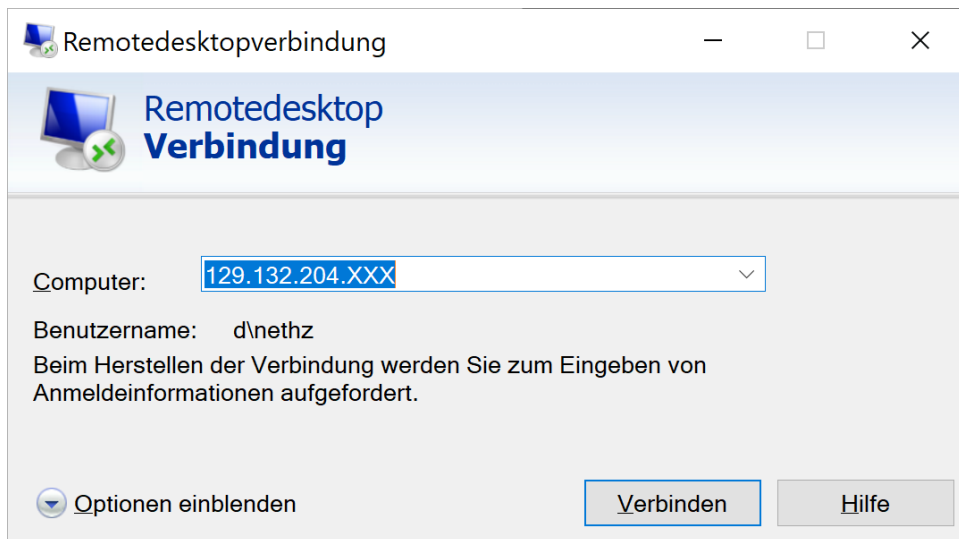 Remotedesktopverbindung
Remotedesktop
Verbindung
Computer: 129.132.204.XXX
Benutzername: d\nethz
Beim Herstellen der Verbindung werden Sie zum Eingeben von
Anmeldeinformationen aufgefordert.
Optionen einblenden Verbinden Hilfe